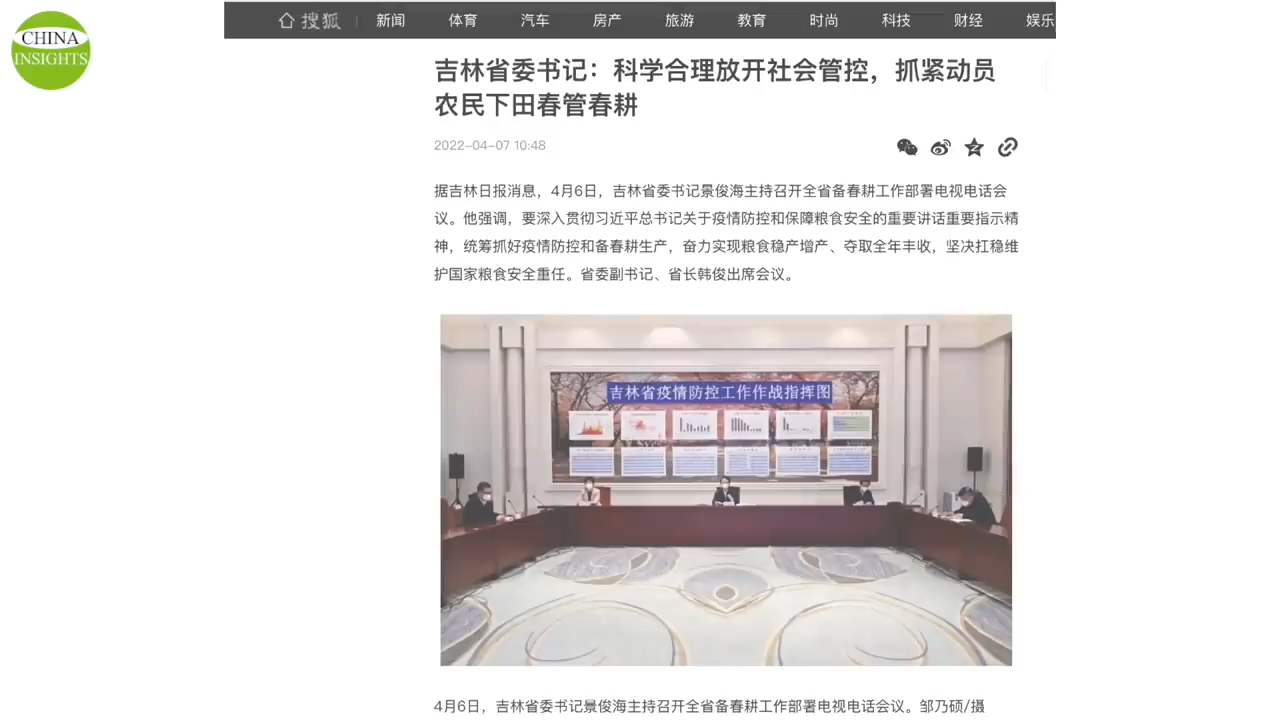 CHINA
INSIGHTS
搜狐 | 新闻 体育 汽车 房产 旅游 教育 时尚 科技 财经 娱乐
吉林省委书记：科学合理放开社会管控，抓紧动员
农民下田春管春耕
2022-04-07 10:48
据吉林日报消息，4月6日，吉林省委书记景俊海主持召开全省备春耕工作部署电视电话会
议。他强调，要深入贯彻习近平总书记关于疫情防控和保障粮食安全的重要讲话重要指示精
神，统筹抓好疫情防控和备春耕生产，奋力实现粮食稳产增产、夺取全年丰收，坚决扛稳维
护国家粮食安全重任。省委副书记、省长韩俊出席会议。
吉林省疫情防控工作作战指挥图
4月6日，吉林省委书记景俊海主持召开全省备春耕工作部署电视电话会议。邹乃硕/摄